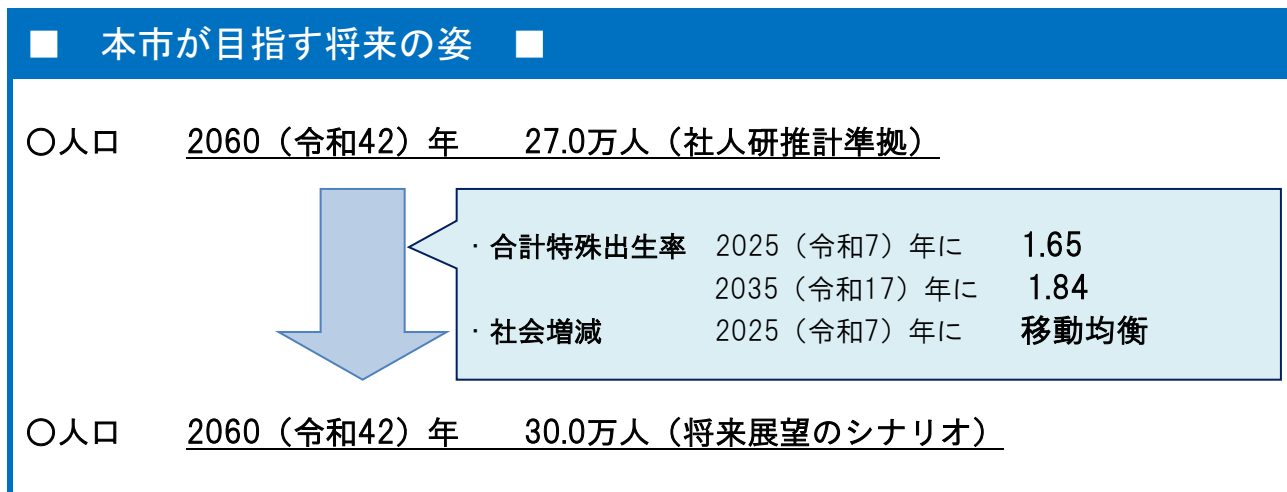 ■　本市が目指す将来の姿　■
〇人口　2060（令和42）年　27.0万人（社人研推計準拠）
・合計特殊出生率　2025（令和7）年に　1.65
2035（令和17）年に　1.84
・社会増減　2025（令和7）年に　移動均衡
〇人口　2060（令和42）年　30.0万人（将来展望のシナリオ）